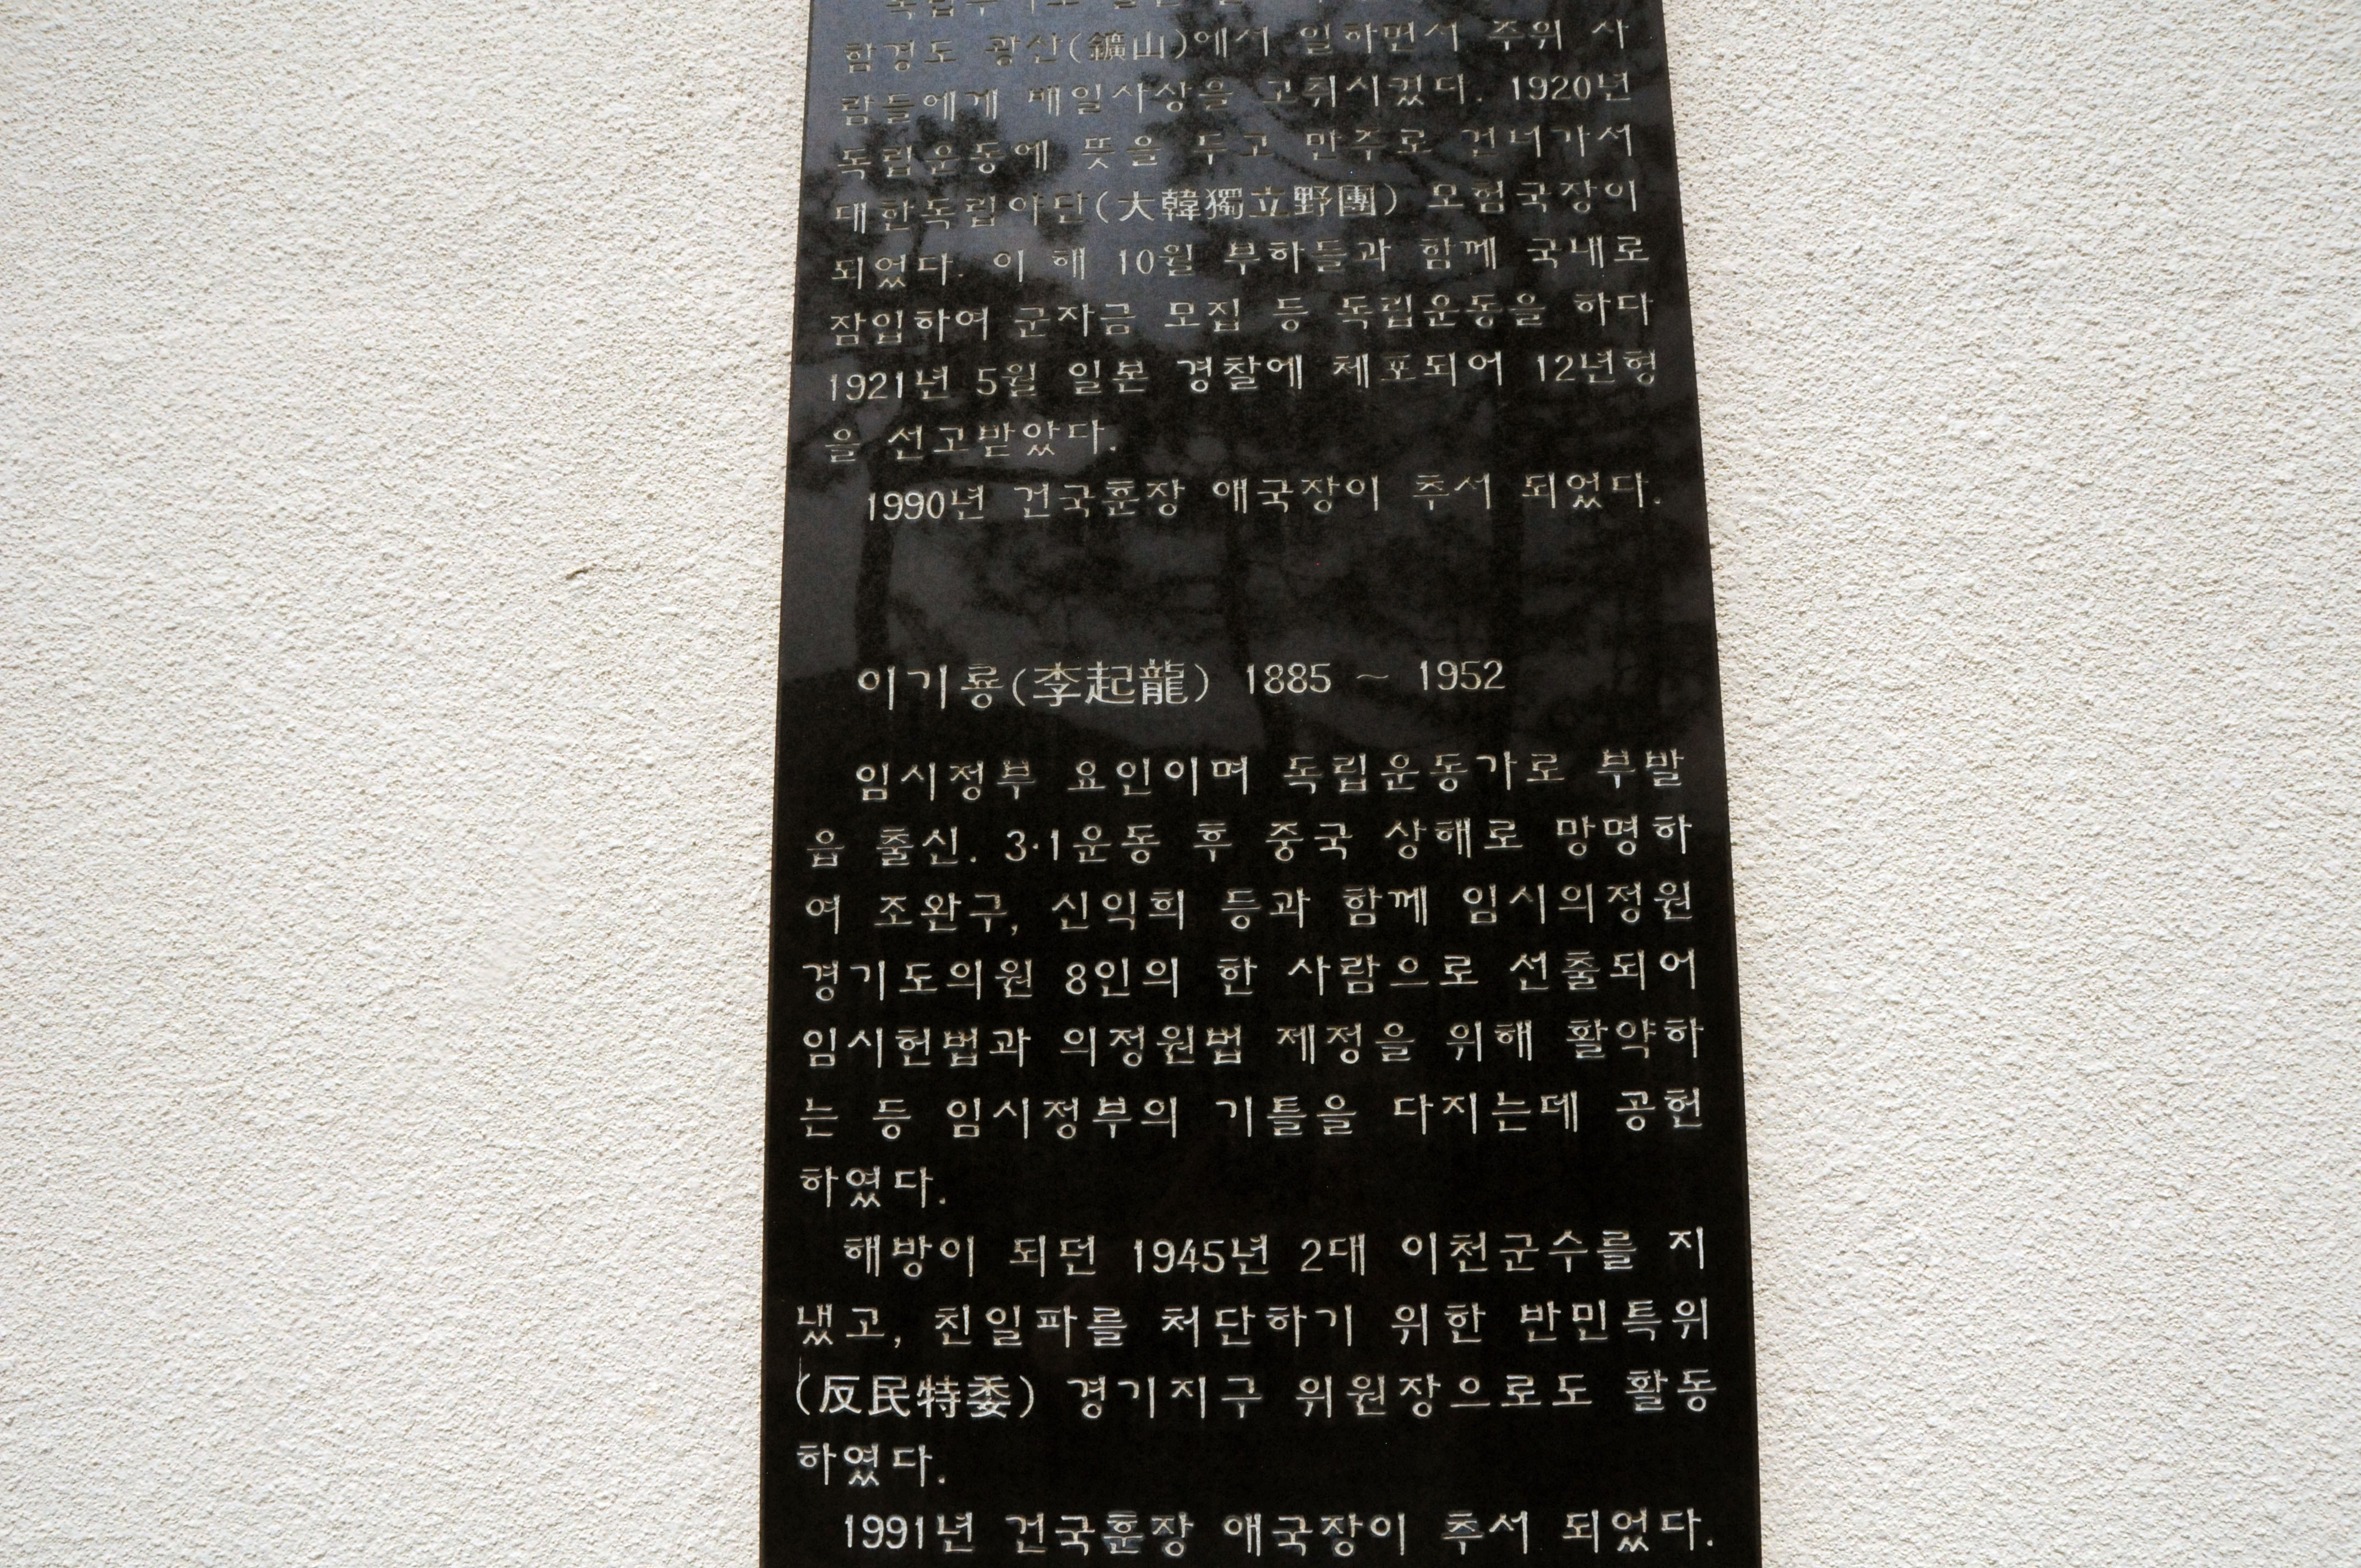 함경도 광산(鑛山)에서 일하면서 주위 사
람들에게 배일사상을 고취시켰다. 1920년
독립운동에 뜻을 두고 만주로 건너가서
대한독립야단(大韓獨立野團) 모험국장이
되었다. 이 해 10월 부하들과 함께 국내로
잠입하여 군자금 모집 등 독립운동을 하다
1921년 5월 일본 경찰에 체포되어 12년형
을 선고받았다.
1990년 건국훈장 애국장이 추서 되었다.
이기룡(李起龍) 1885 ~ 1952
임시정부 요인이며 독립운동가로 부발
읍 출신. 3·1운동 후 중국 상해로 망명하
여 조완구, 신익희 등과 함께 임시의정원
경기도의원 8인의 한 사람으로 선출되어
임시헌법과 의정원법 제정을 위해 활약하
는 등 임시정부의 기틀을 다지는데 공헌
하였다.
해방이 되던 1945년 2대 이천군수를 지
냈고, 친일파를 처단하기 위한 반민특위
(反民特委) 경기지구 위원장으로도 활동
하였다.
1991년 건국훈장 애국장이 추서 되었다.